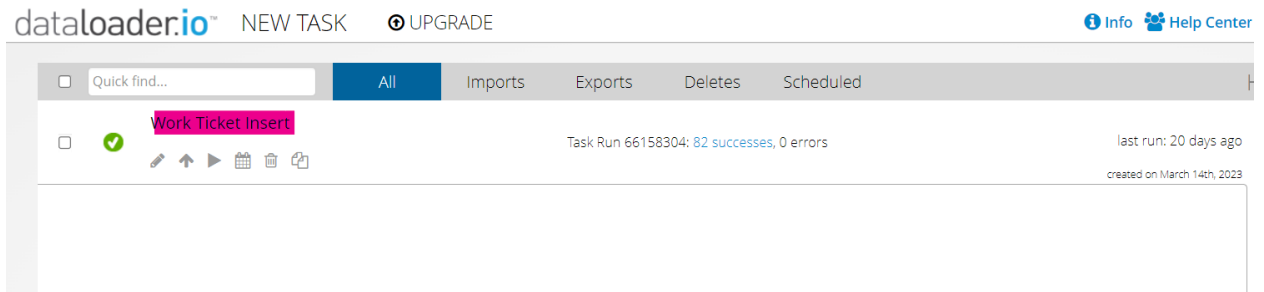 dataloader.io™ NEW TASK UPGRADE Info Help Center
Quick find... All Imports Exports Deletes Scheduled
Work Ticket Insert
Task Run 66158304: 82 successes, 0 errors last run: 20 days ago
created on March 14th, 2023